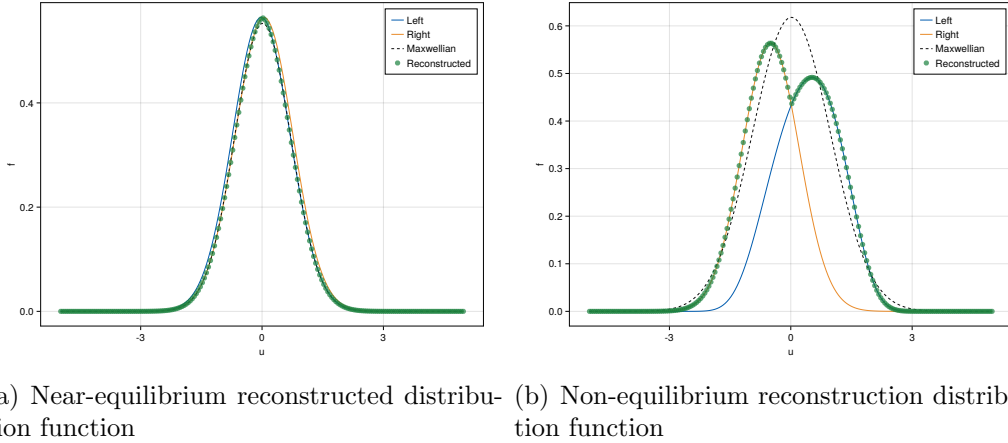 Left
Right
Maxwellian
Reconstructed
0.4
0.2
0.0
f
-3
0
3
u
Left
Right
Maxwellian
Reconstructed
0.6
0.5
0.4
0.3
0.2
0.1
0.0
f
-3
0
3
u
a) Near-equilibrium reconstructed distribu-
ion function
(b) Non-equilibrium reconstruction distrib
tion function